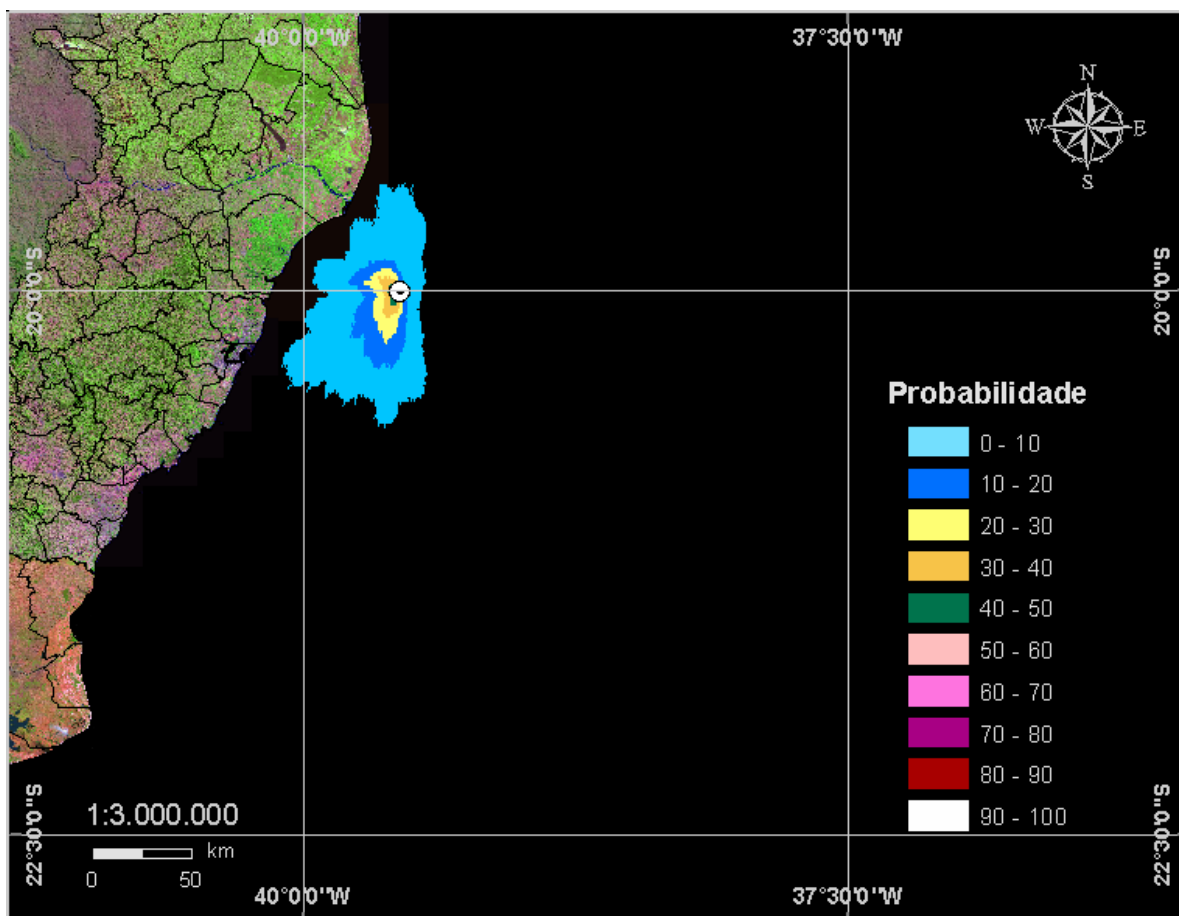 40°0'0"W
37°30'0"W
N
W
E
S
20°0'0"S
20°0'0"S
Probabilidade
0 - 10
10 - 20
20 - 30
30 - 40
40 - 50
50 - 60
60 - 70
70 - 80
80 - 90
90 - 100
1:3.000.000
km
0 50
22°30'0"S
22°30'0"S
40°0'0"W
37°30'0"W